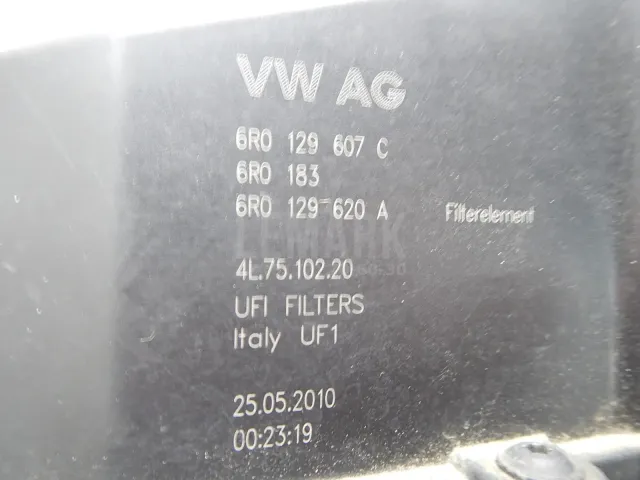 VW AG
6R0 129 607 C
6R0 183
6R0 129 620 A Filterelement
LEMARK
4L.75.102.20
UFI FILTERS
Italy UF1
25.05.2010
00:23:19